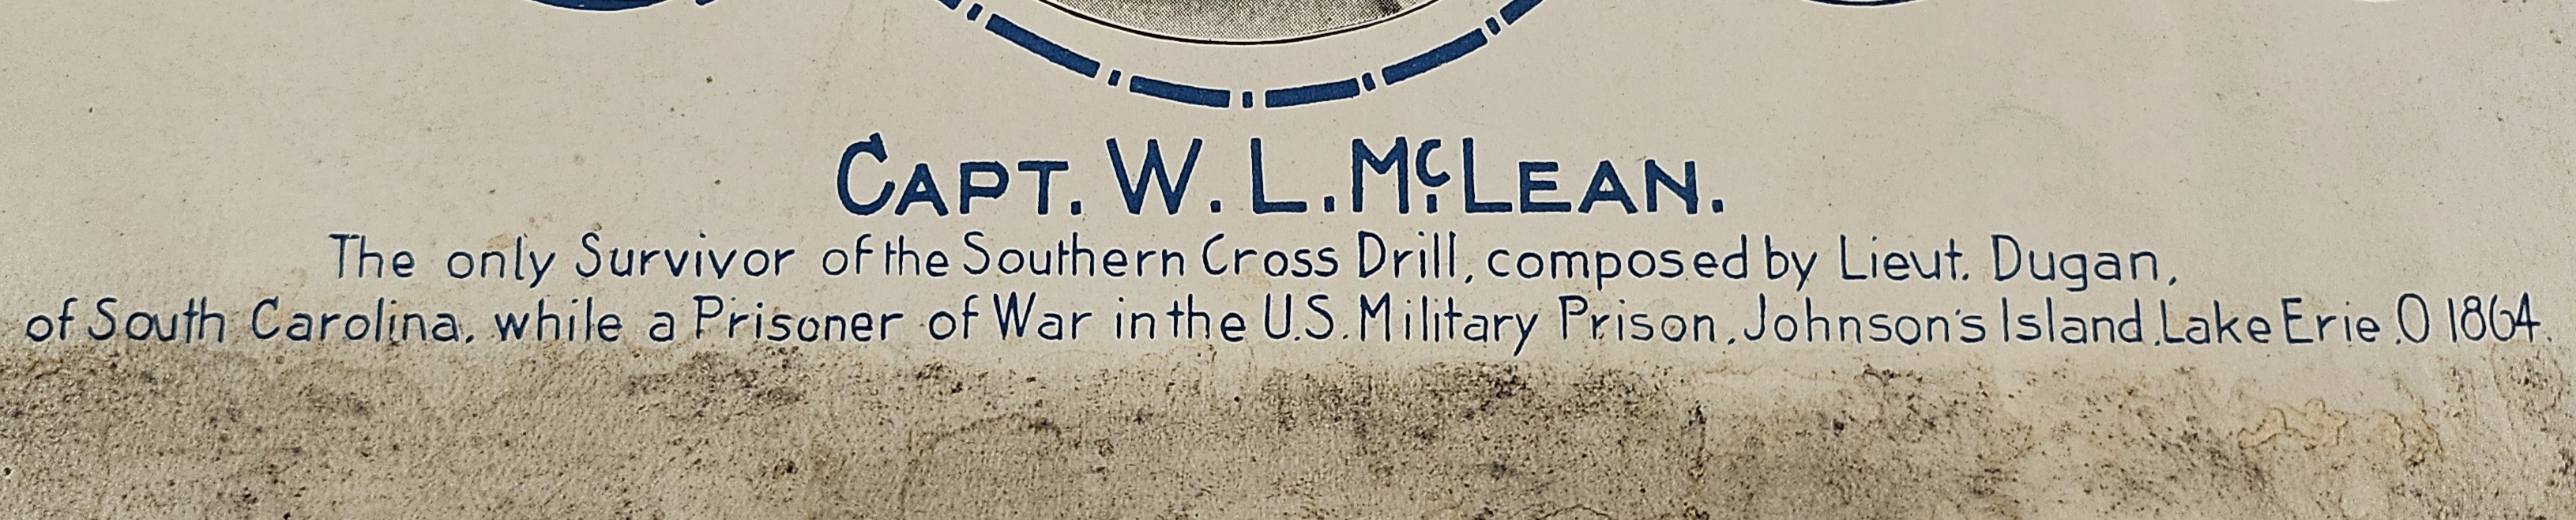 CAPT. W. L. McLEAN.
The only Survivor of the Southern Cross Drill, composed by Lieut. Dugan,
of South Carolina, while a Prisoner of War in the U.S. Military Prison, Johnson's Island, Lake Erie, O 1864.